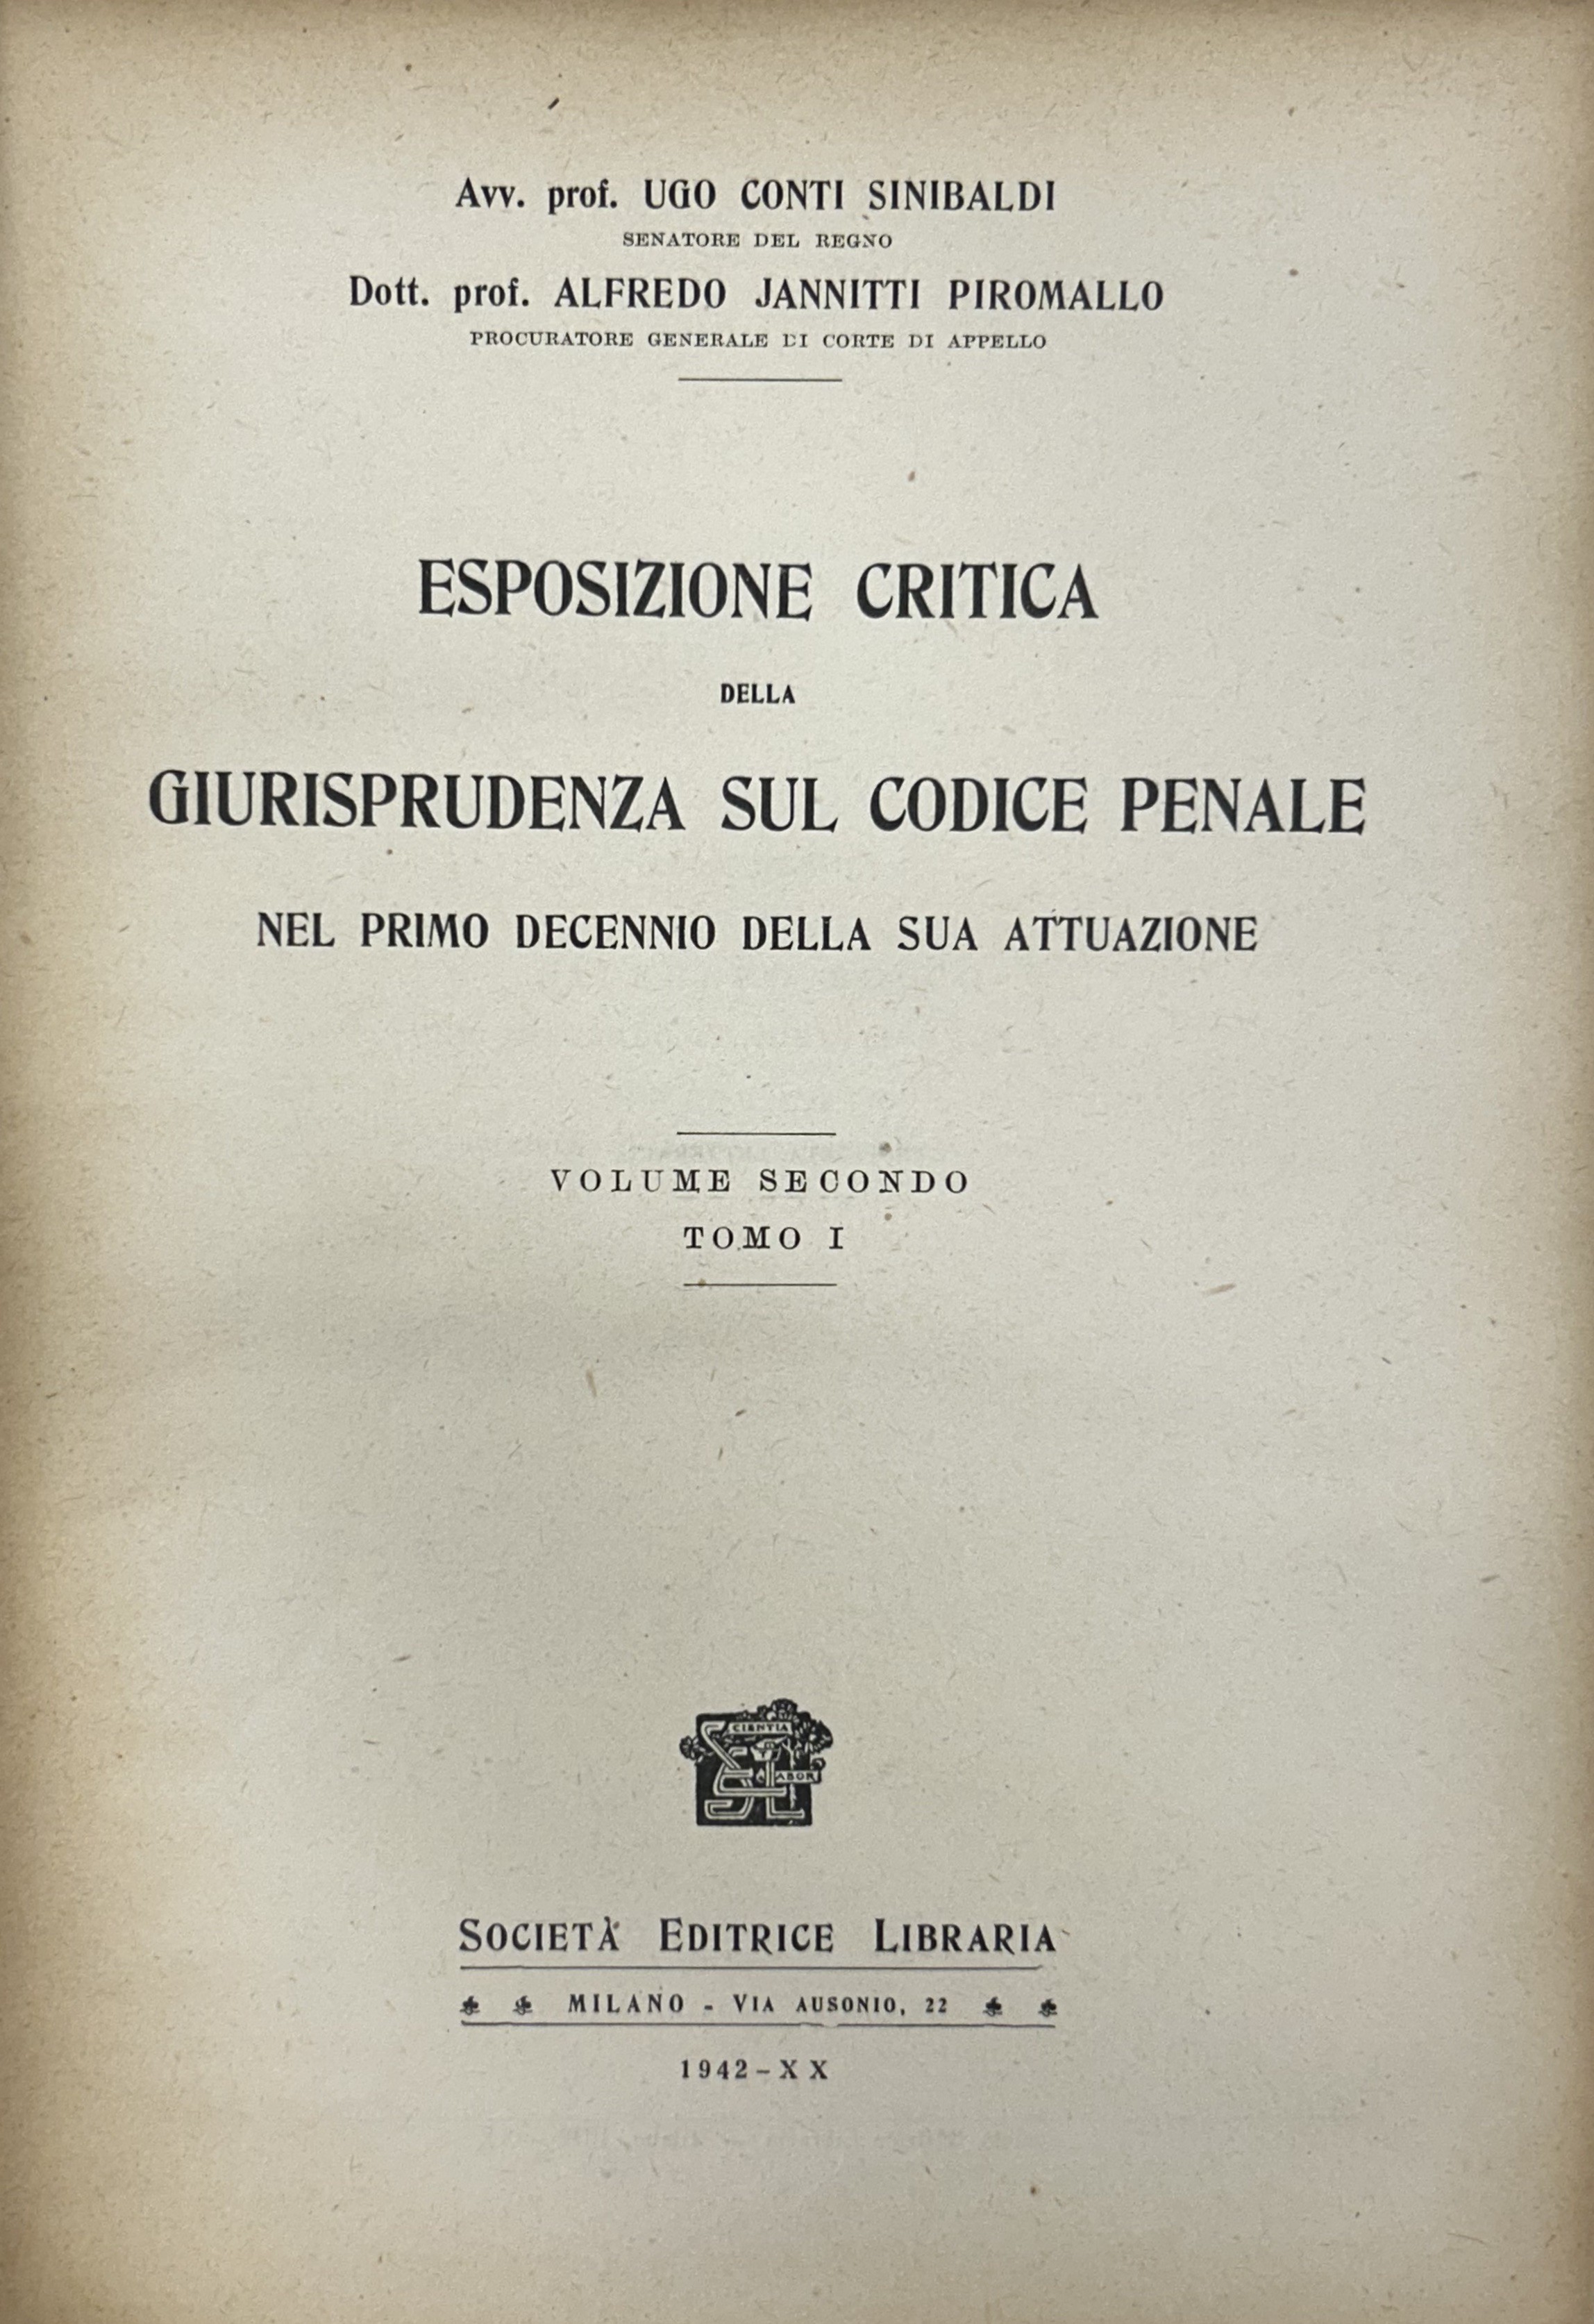 Avv. prof. UGO CONTI SINIBALDI
SENATORE DEL REGNO
Dott. prof. ALFREDO JANNITTI PIROMALLO
PROCURATORE GENERALE DI CORTE DI APPELLO
ESPOSIZIONE CRITICA
DELLA
GIURISPRUDENZA SUL CODICE PENALE
NEL PRIMO DECENNIO DELLA SUA ATTUAZIONE
VOLUME SECONDO
TOMO I
SCIENTIA
LABOR
SOCIETÀ EDITRICE LIBRARIA
MILANO - VIA AUSONIO, 22
1942-XX